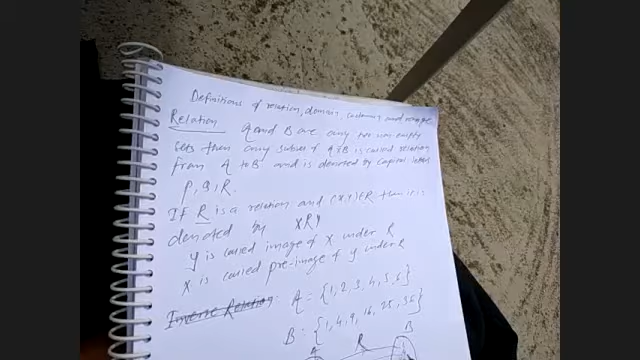 Definitions of relation, domain, codomain and range
Relation A and B are any two non empty
sets then any subset of A×B is called relation
from A to B and is denoted by capital letters
P, Q, R.
If R is a relation and (x,y)∈R then it is
denoted by xRy
y is called image of x under R
x is called pre-image of y under R
Inverse Relation A = {1, 2, 3, 4, 5, 6}
B = {1, 4, 9, 16, 25, 36}
A R B